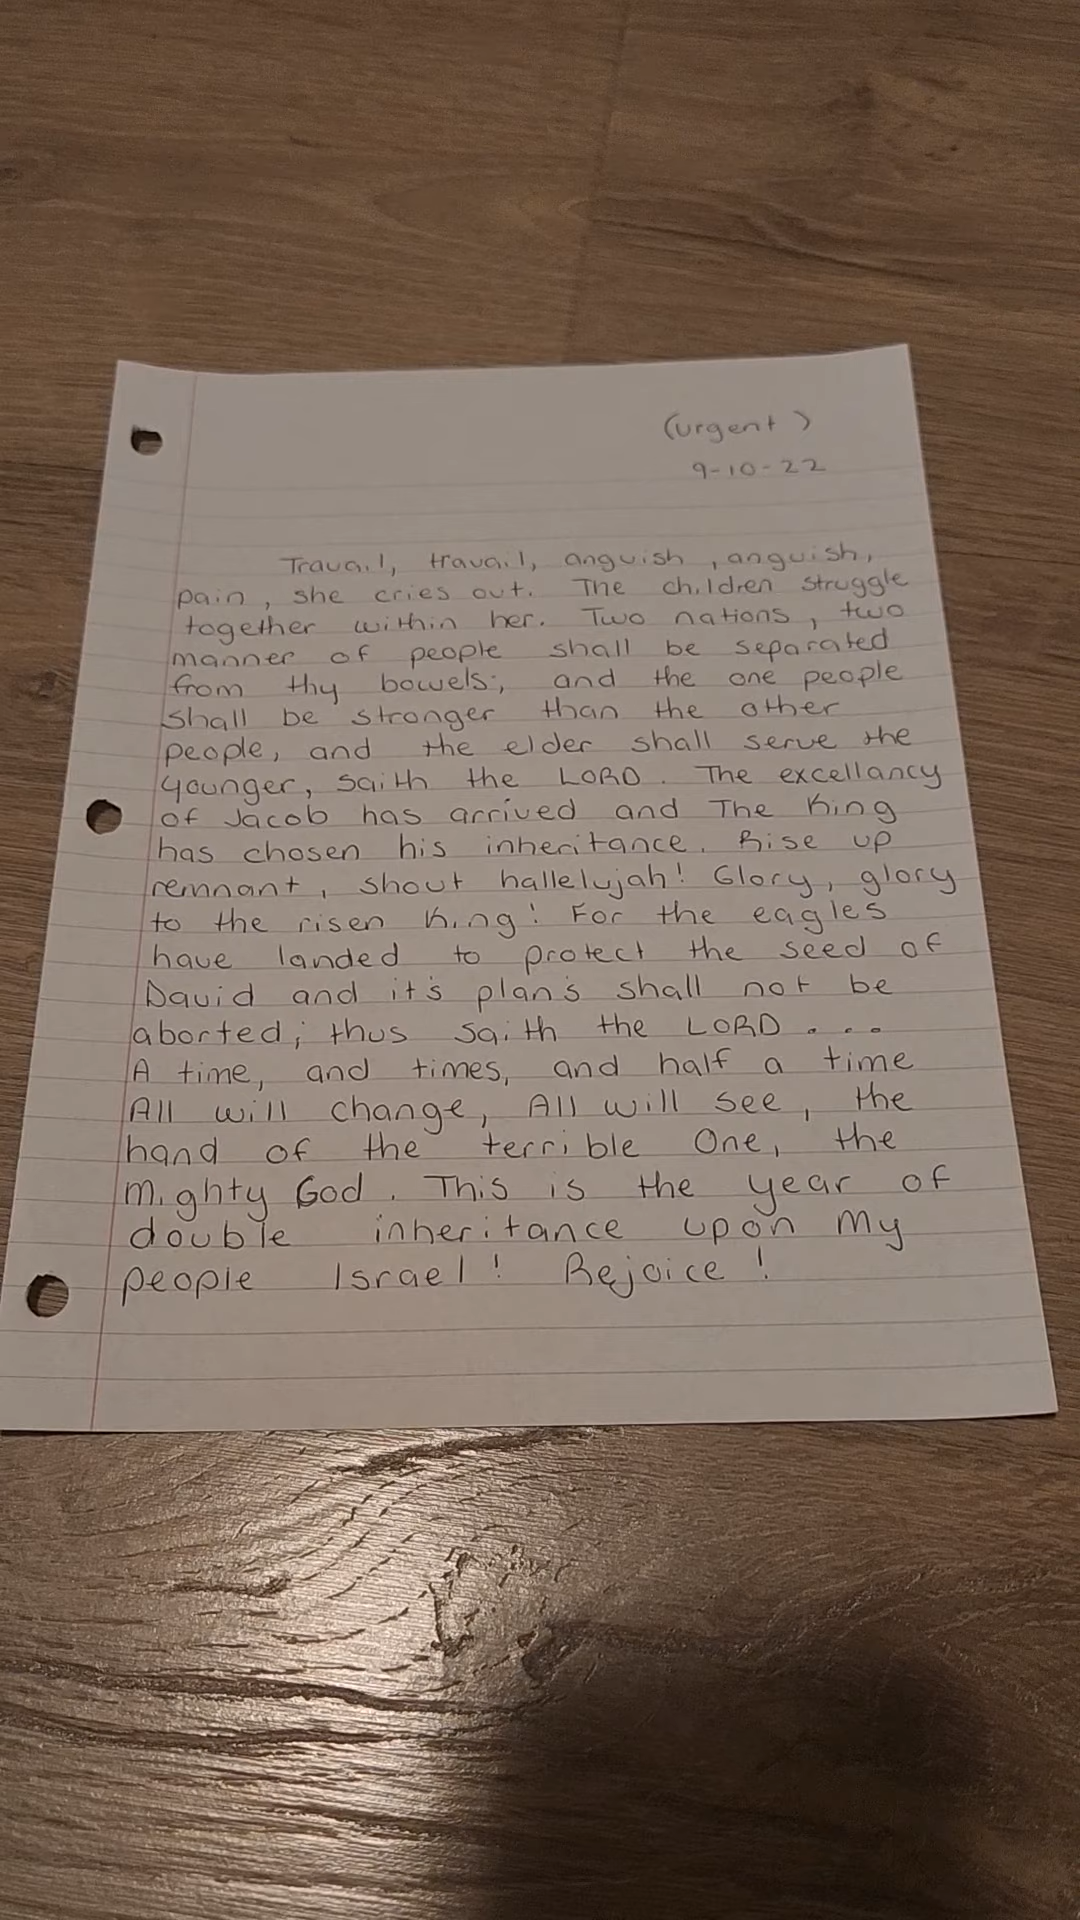 (urgent)
9-10-22
Travail, travail, anguish, anguish,
pain, she cries out. The children struggle
together within her. Two nations, two
manner of people shall be separated
from thy bowels; and the one people
shall be stronger than the other
people, and the elder shall serve the
younger, saith the LORD. The excellancy
of Jacob has arrived and The King
has chosen his inheritance. Rise up
remnant, shout hallelujah! Glory, glory
to the risen King! For the eagles
have landed to protect the seed of
David and it's plan's shall not be
aborted; thus saith the LORD...
A time, and times, and half a time
All will change, All will see, the
hand of the terrible One, the
mighty God. This is the year of
double inheritance upon my
people Israel! Rejoice!